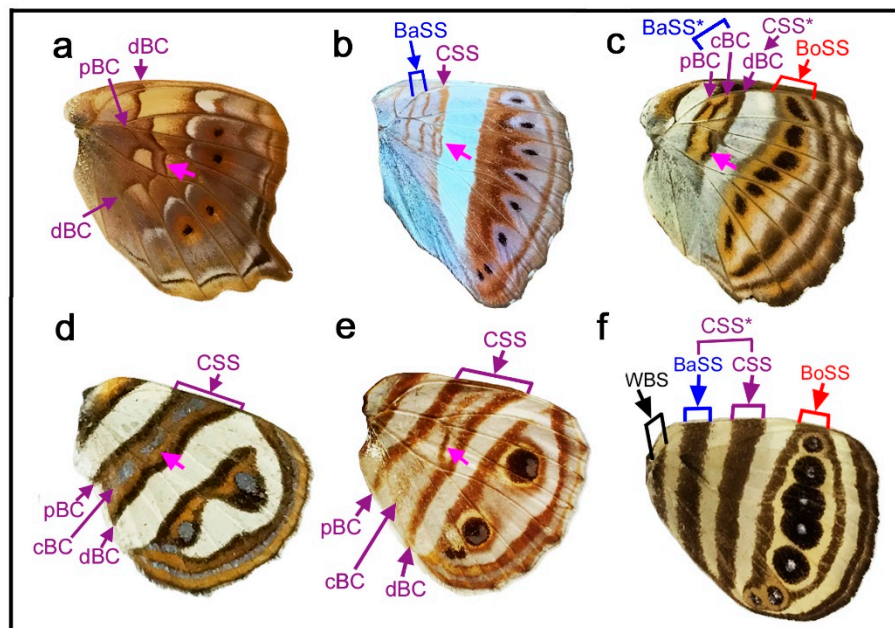 a
dBC
pBC
dBC
b
BaSS
CSS
c
CSS*
BaSS*
cBC
BoSS
pBC
dBC
d
CSS
pBC
cBC
dBC
e
CSS
pBC
cBC
dBC
f
CSS*
BaSS
CSS
BoSS
WBS